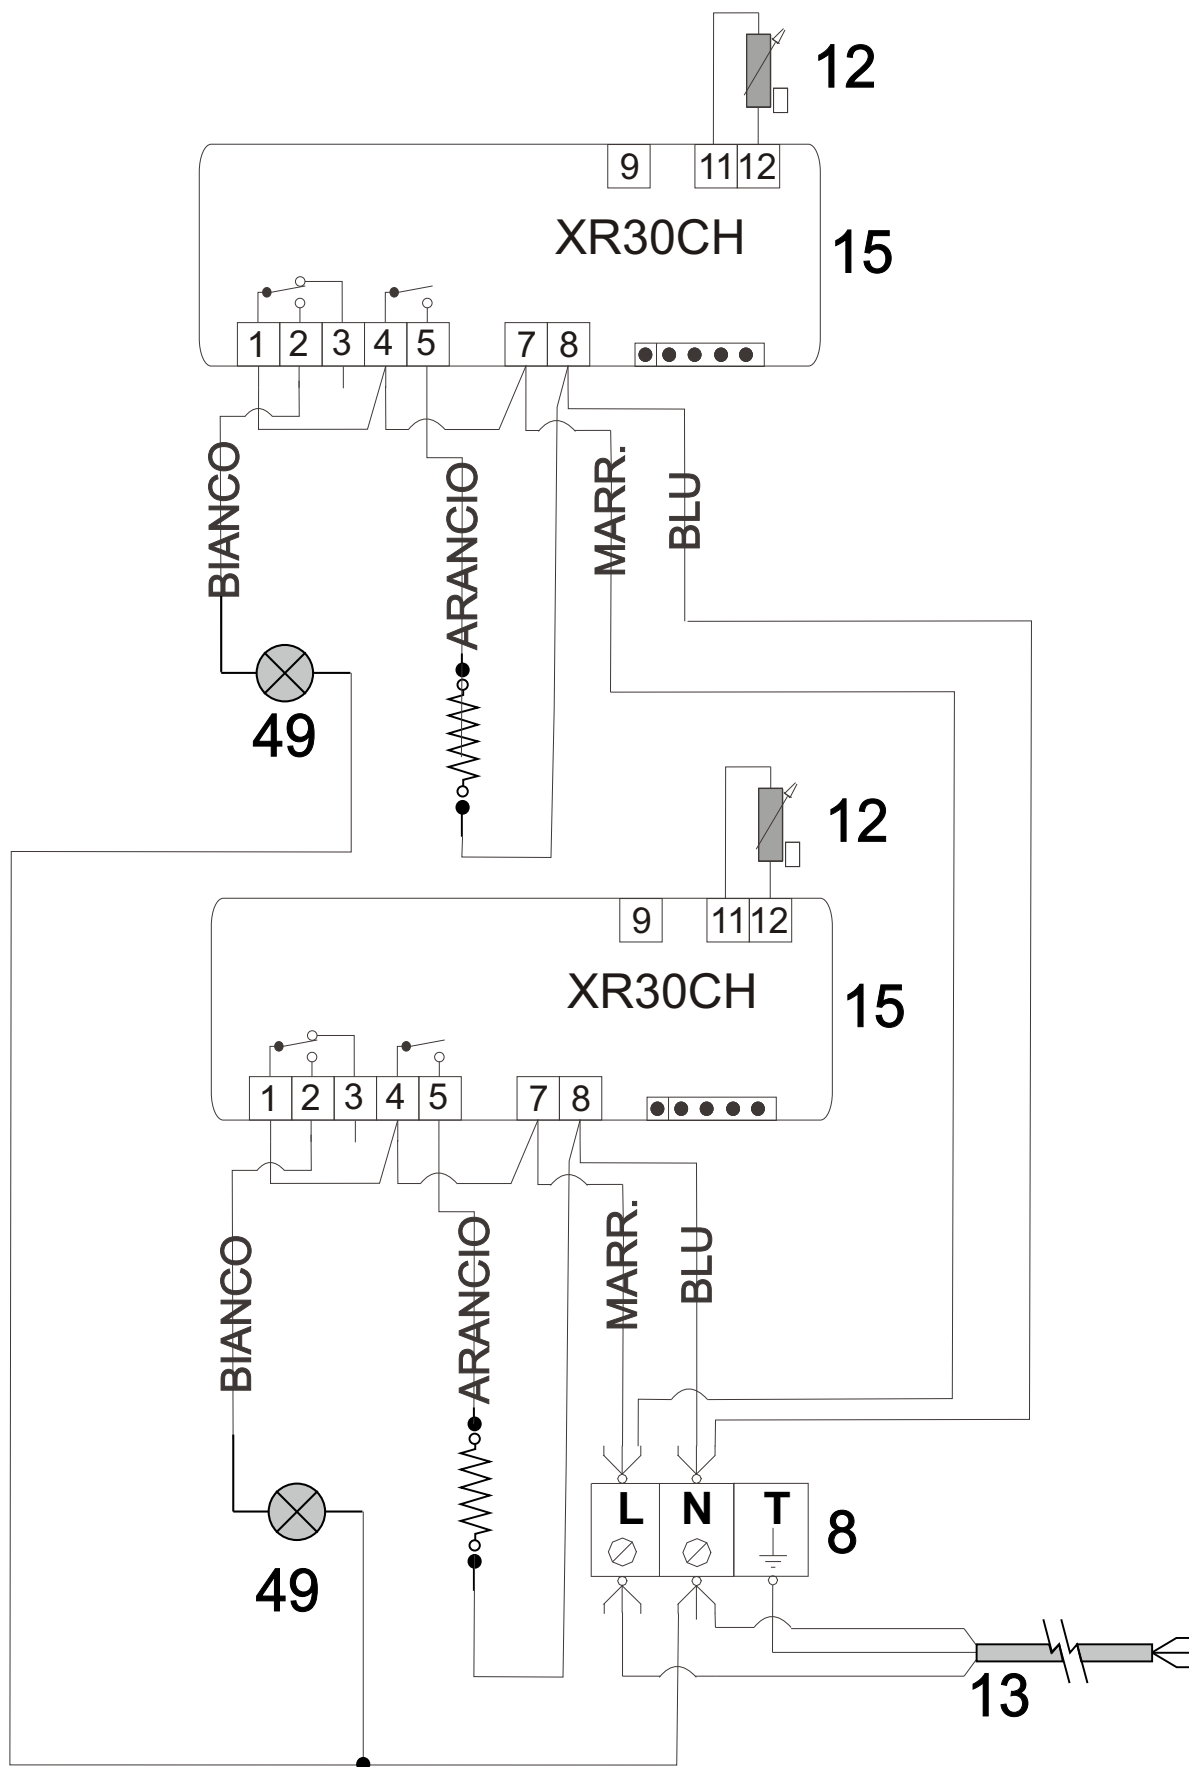 12
9 11 12
XR30CH
15
1 2 3 4 5 7 8
BIANCO
ARANCIO
MARR.
BLU
49
12
9 11 12
XR30CH
15
1 2 3 4 5 7 8
BIANCO
ARANCIO
MARR.
BLU
L N T
8
49
13